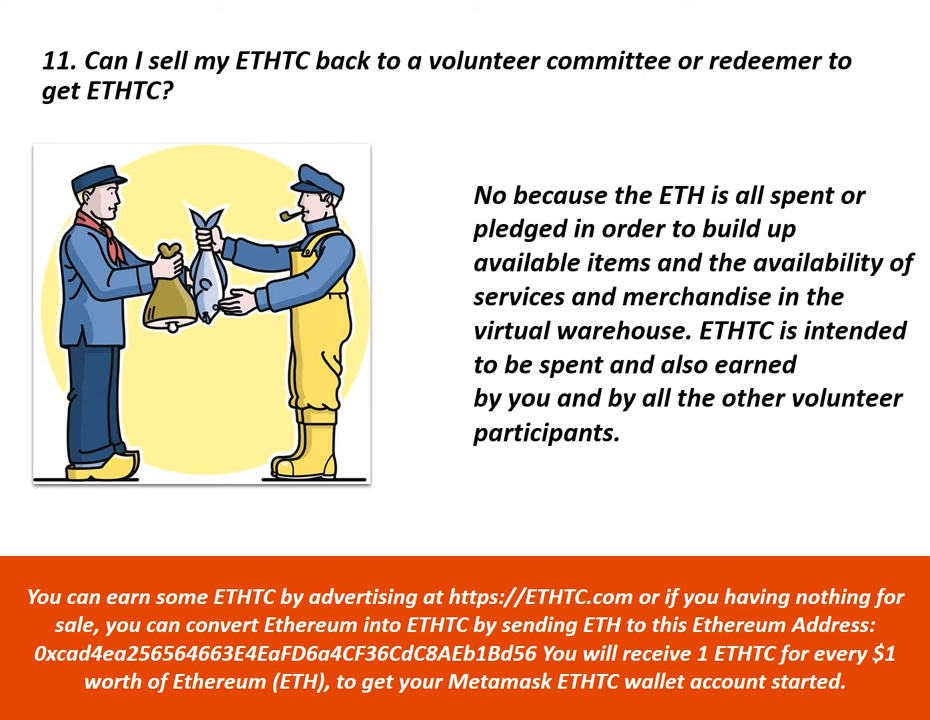 11. Can I sell my ETHTC back to a volunteer committee or redeemer to
get ETHTC?
No because the ETH is all spent or
pledged in order to build up
available items and the availability of
services and merchandise in the
virtual warehouse. ETHTC is intended
to be spent and also earned
by you and by all the other volunteer
participants.
You can earn some ETHTC by advertising at https://ETHTC.com or if you having nothing for
sale, you can convert Ethereum into ETHTC by sending ETH to this Ethereum Address:
0xcad4ea256564663E4EaFD6a4CF36CdC8AEb1Bd56 You will receive 1 ETHTC for every $1
worth of Ethereum (ETH), to get your Metamask ETHTC wallet account started.